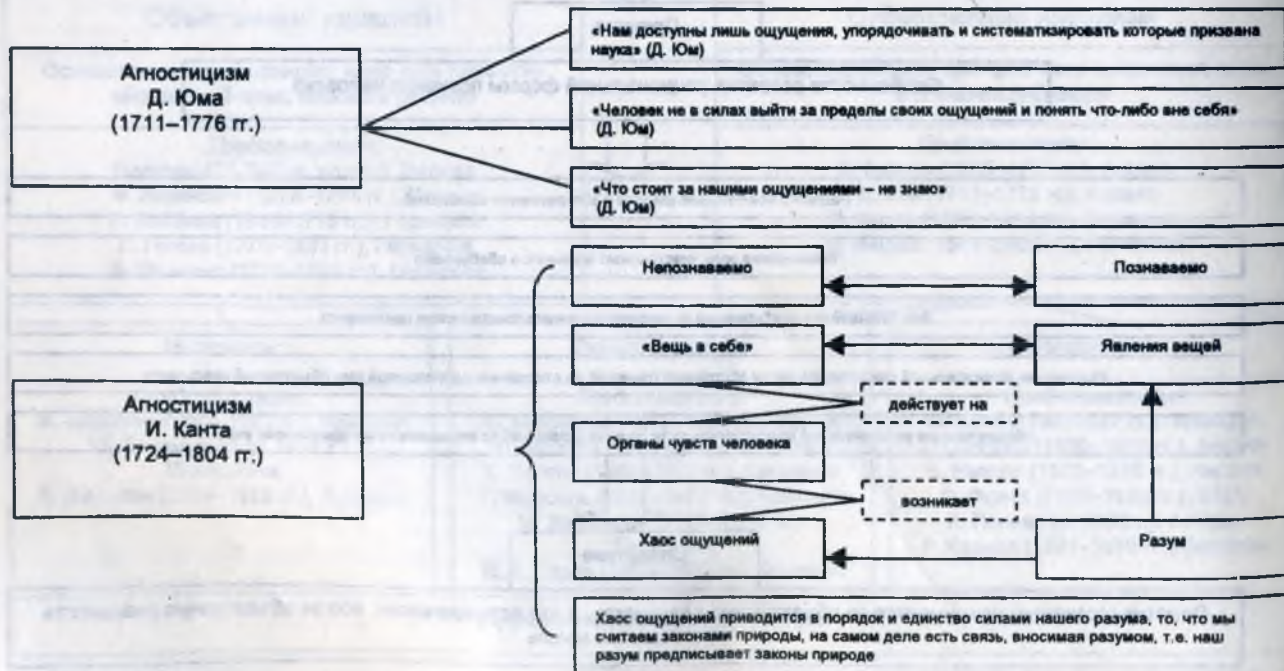 Агностицизм
Д. Юма
(1711–1776 гг.)
«Нам доступны лишь ощущения, упорядочивать и систематизировать которые призвана
наука» (Д. Юм)
«Человек не в силах выйти за пределы своих ощущений и понять что-либо вне себя»
(Д. Юм)
«Что стоит за нашими ощущениями – не знаю»
(Д. Юм)
Агностицизм
И. Канта
(1724–1804 гг.)
Непознаваемо
Познаваемо
«Вещь в себе»
Явления вещей
действует на
Органы чувств человека
возникает
Хаос ощущений
Разум
Хаос ощущений приводится в порядок и единство силами нашего разума, то, что мы
считаем законами природы, на самом деле есть связь, вносимая разумом, т.е. наш
разум предписывает законы природе